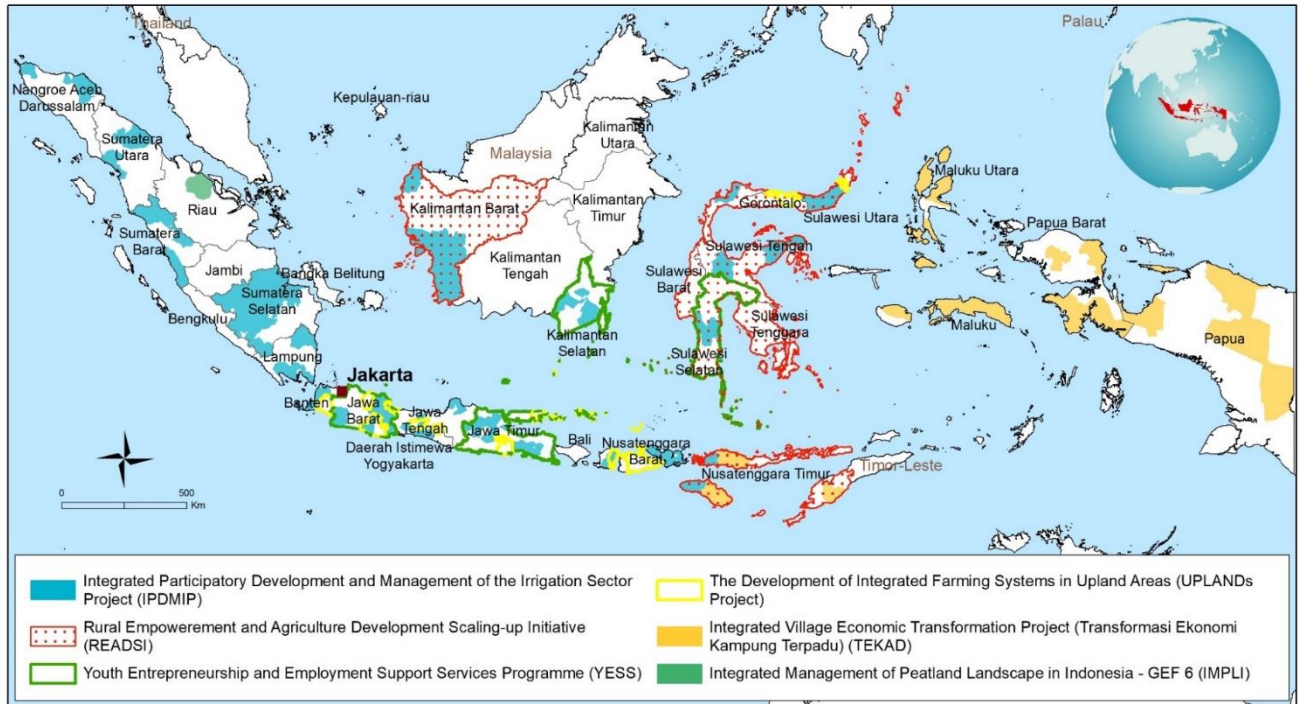 Thailand
Palau
Nangroe Aceh
Darussalam
Kepulauan-riau
Sumatera
Utara
Kalimantan
Utara
Malaysia
Maluku Utara
Riau
Kalimantan Barat
Kalimantan
Timur
Gorontalo
Sulawesi Utara
Papua Barat
Sumatera
Barat
Sulawesi Tengah
Jambi
Bangka Belitung
Kalimantan
Tengah
Sulawesi
Barat
Sumatera
Selatan
Bengkulu
Sulawesi
Tenggara
Maluku
Papua
Kalimantan
Selatan
Sulawesi
Selatan
Lampung
Jakarta
Banten
Jawa
Barat
Jawa
Tengah
Jawa Timur
Daerah Istimewa
Yogyakarta
Bali
Nusatenggara
Barat
Nusatenggara Timur
Timor-Leste
0 500
Km
Integrated Participatory Development and Management of the Irrigation Sector
Project (IPDMIP)
Rural Empowerement and Agriculture Development Scaling-up Initiative
(READSI)
Youth Entrepreneurship and Employment Support Services Programme (YESS)
The Development of Integrated Farming Systems in Upland Areas (UPLANDs
Project)
Integrated Village Economic Transformation Project (Transformasi Ekonomi
Kampung Terpadu) (TEKAD)
Integrated Management of Peatland Landscape in Indonesia - GEF 6 (IMPLI)